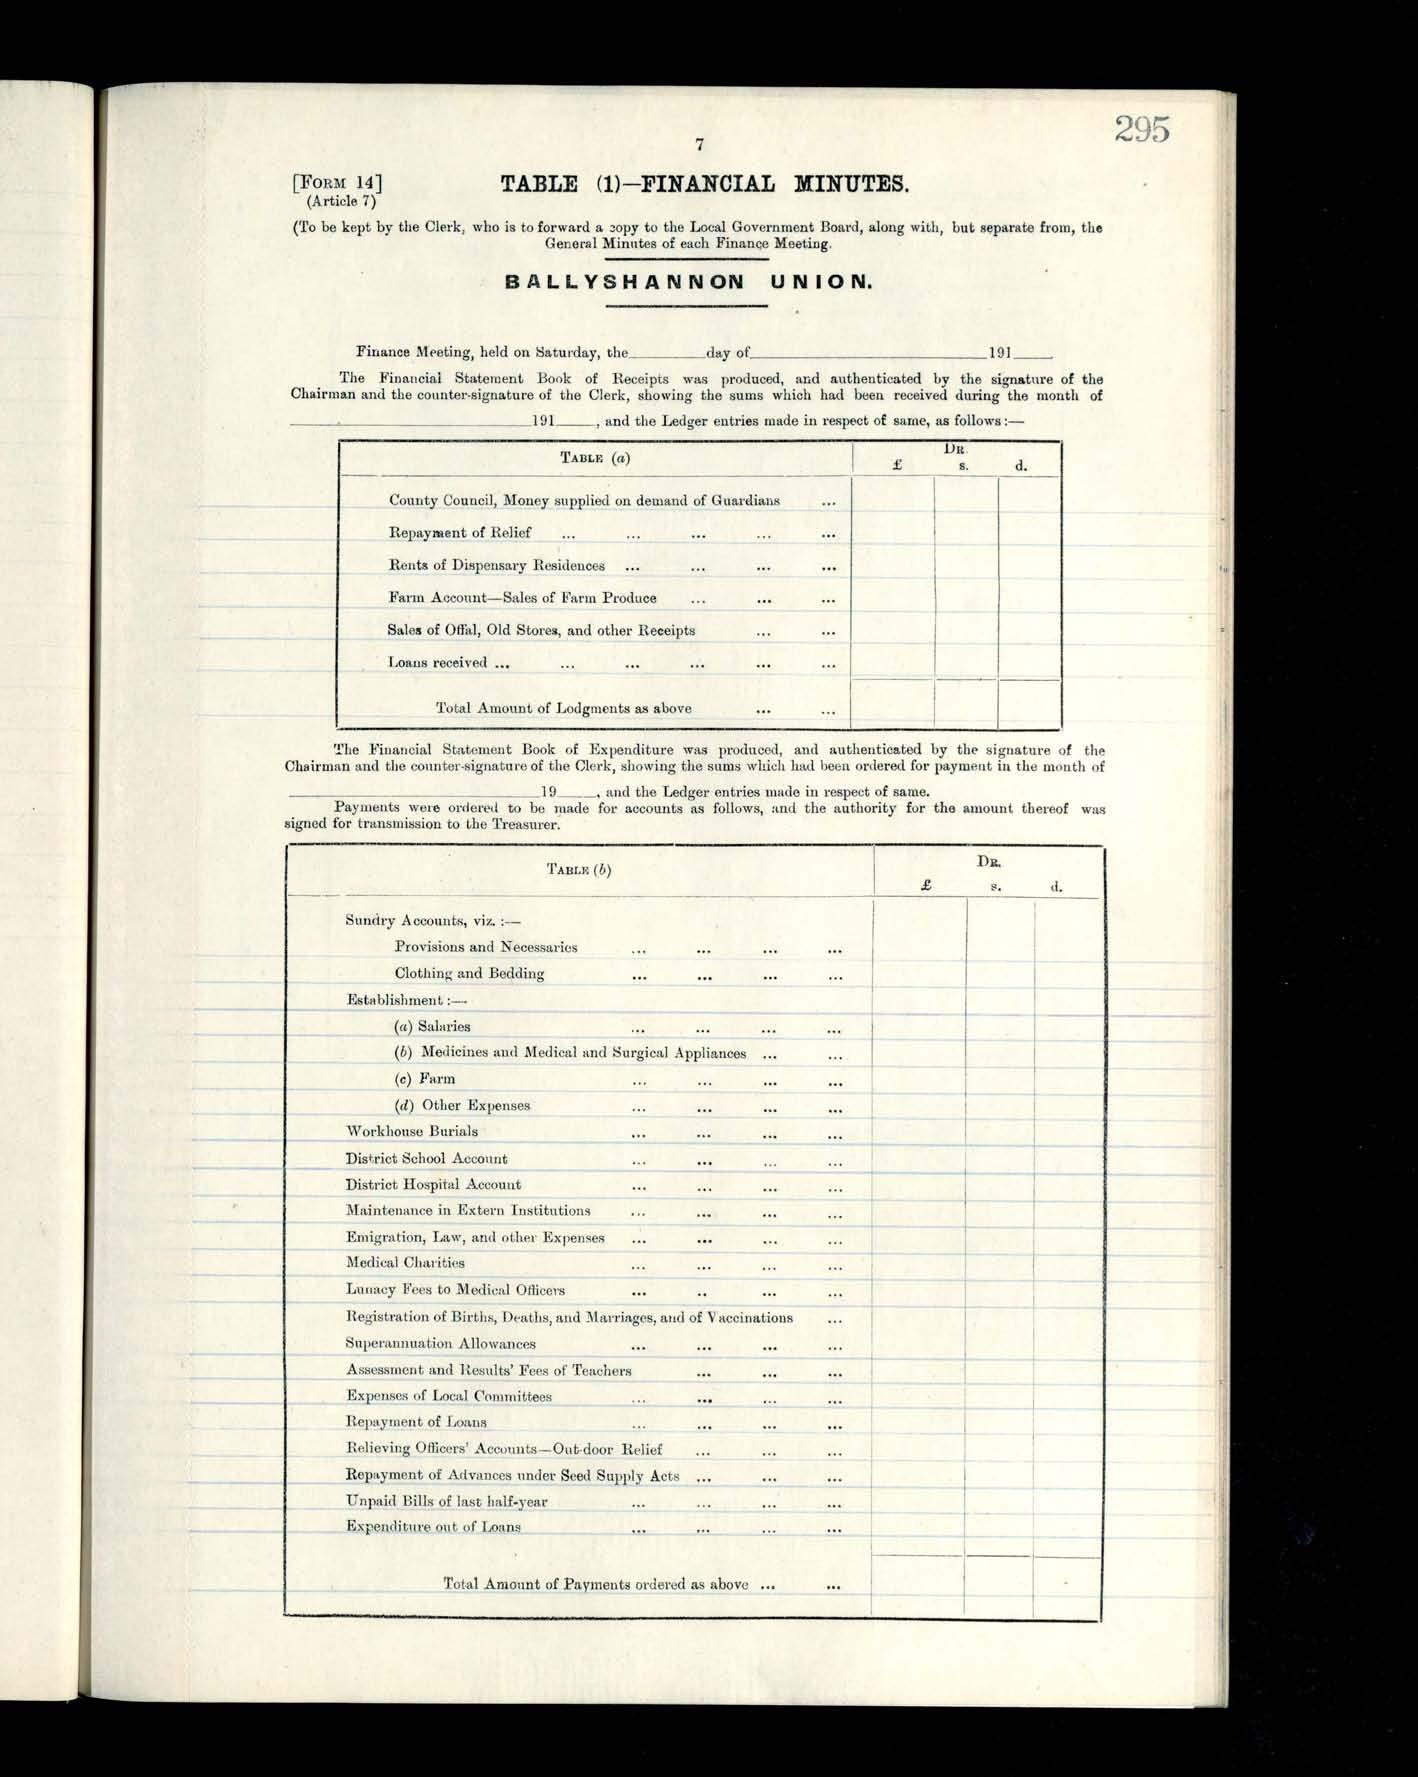 295
7
[FORM 14]
(Article 7)
TABLE (1)—FINANCIAL MINUTES.
(To be kept by the Clerk, who is to forward a copy to the Local Government Board, along with, but separate from, the
General Minutes of each Finance Meeting.
BALLYSHANNON UNION.
Finance Meeting, held on Saturday, the________day of________________________191____.
The Financial Statement Book of Receipts was produced, and authenticated by the signature of the
Chairman and the counter-signature of the Clerk, showing the sums which had been received during the month of
________________________191____, and the Ledger entries made in respect of same, as follows:—
TABLE (a)
DR.
£ s. d.
County Council, Money supplied on demand of Guardians ...
Repayment of Relief ... ... ... ... ...
Rents of Dispensary Residences ... ... ... ...
Farm Account—Sales of Farm Produce ... ... ...
Sales of Offal, Old Stores, and other Receipts ... ...
Loans received ... ... ... ... ... ...
Total Amount of Lodgments as above ... ...
The Financial Statement Book of Expenditure was produced, and authenticated by the signature of the
Chairman and the counter-signature of the Clerk, showing the sums which had been ordered for payment in the month of
________________________19____, and the Ledger entries made in respect of same.
Payments were ordered to be made for accounts as follows, and the authority for the amount thereof was
signed for transmission to the Treasurer.
TABLE (b)
DR.
£ s. d.
Sundry Accounts, viz. :—
Provisions and Necessaries ... ... ... ...
Clothing and Bedding ... ... ... ...
Establishment :—
(a) Salaries ... ... ... ...
(b) Medicines and Medical and Surgical Appliances ... ...
(c) Farm ... ... ... ...
(d) Other Expenses ... ... ... ...
Workhouse Burials ... ... ... ...
District School Account ... ... ... ...
District Hospital Account ... ... ... ...
Maintenance in Extern Institutions ... ... ... ...
Emigration, Law, and other Expenses ... ... ... ...
Medical Charities ... ... ... ...
Lunacy Fees to Medical Officers ... .. ... ...
Registration of Births, Deaths, and Marriages, and of Vaccinations ...
Superannuation Allowances ... ... ... ...
Assessment and Results' Fees of Teachers ... ... ...
Expenses of Local Committees ... ... ... ...
Repayment of Loans ... ... ... ...
Relieving Officers' Accounts—Out-door Relief ... ... ...
Repayment of Advances under Seed Supply Acts ... ... ...
Unpaid Bills of last half-year ... ... ... ...
Expenditure out of Loans ... ... ... ...
Total Amount of Payments ordered as above ... ...